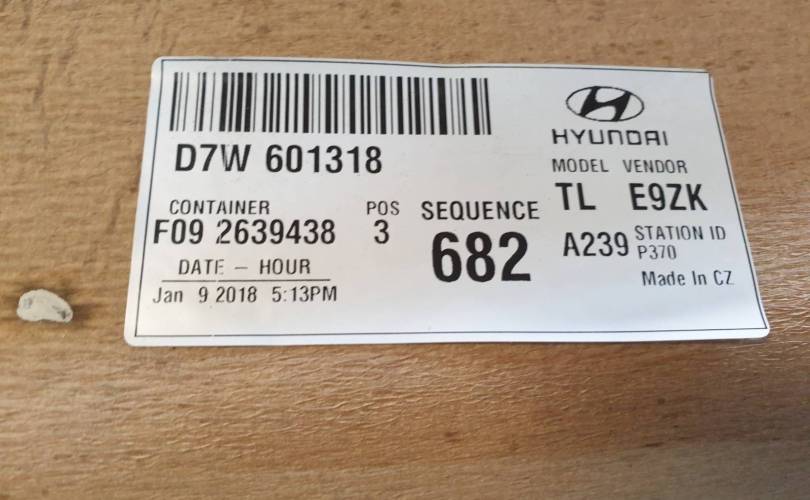 D7W 601318
CONTAINER
F09 2639438
POS
3
DATE – HOUR
Jan 9 2018 5:13PM
SEQUENCE
682
HYUNDAI
MODEL VENDOR
TL E9ZK
A239 STATION ID
P370
Made In CZ